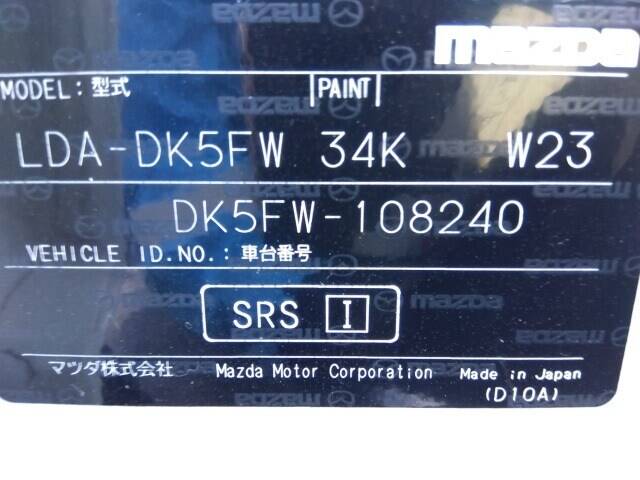 mazda
MODEL: 型式 |PAINT|
LDA-DK5FW 34K W23
DK5FW-108240
VEHICLE ID.NO.: 車台番号
SRS I
マツダ株式会社 Mazda Motor Corporation Made in Japan
(D10A)